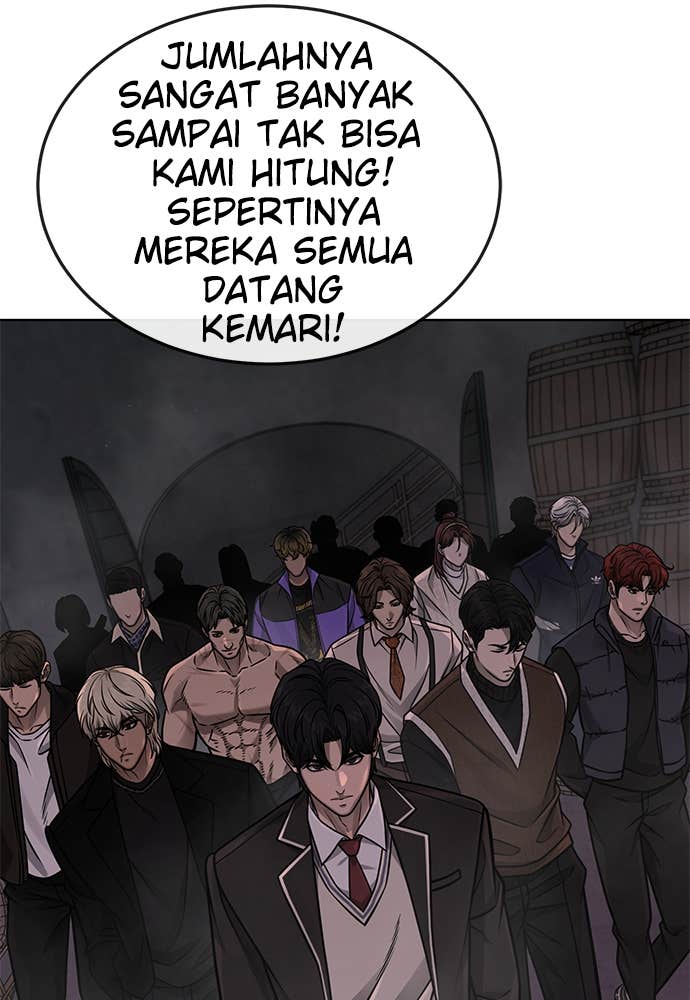 JUMLAHNYA
SANGAT BANYAK
SAMPAI TAK BISA
KAMI HITUNG!
SEPERTINYA
MEREKA SEMUA
DATANG
KEMARI!